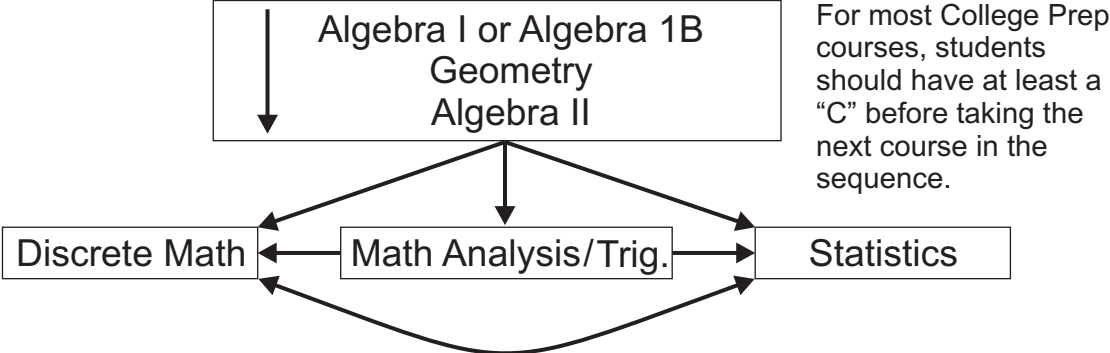 Algebra I or Algebra 1B
Geometry
Algebra II
For most College Prep
courses, students
should have at least a
“C” before taking the
next course in the
sequence.
Discrete Math
Math Analysis/Trig.
Statistics